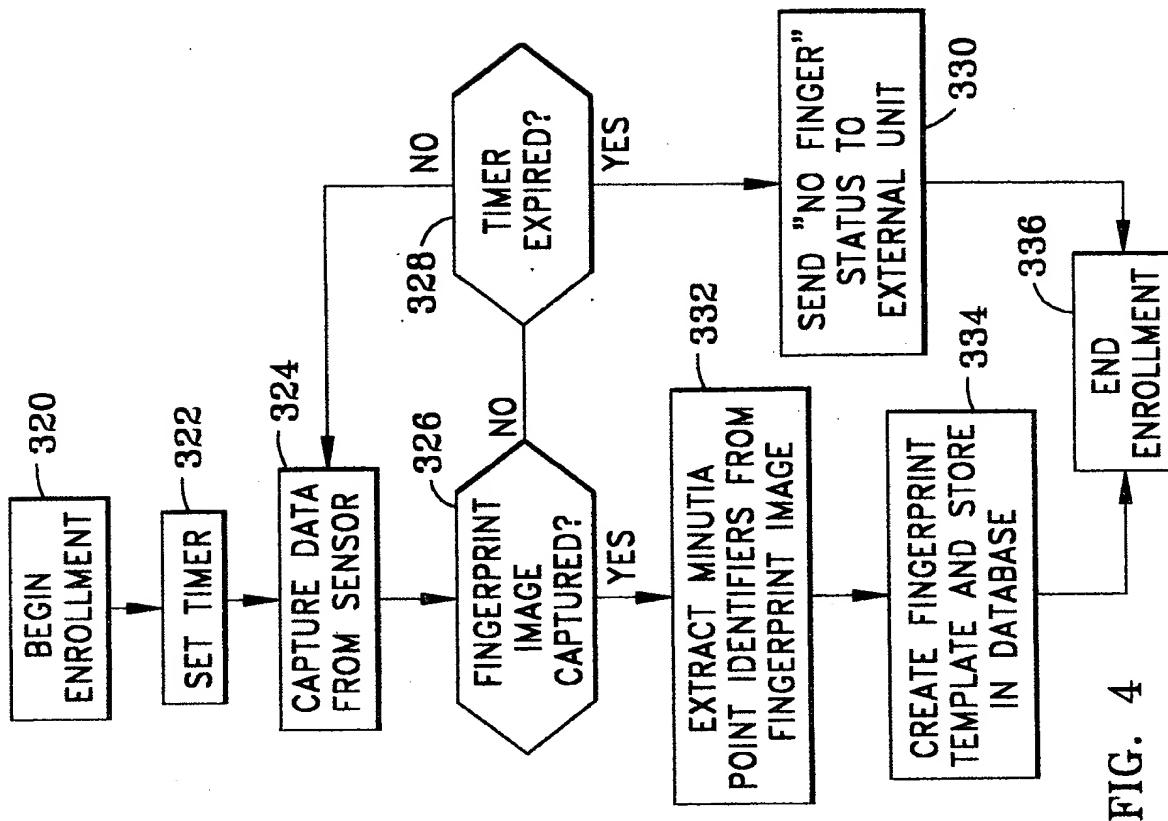 320
BEGIN
ENROLLMENT
322
SET TIMER
324
CAPTURE DATA
FROM SENSOR
326
FINGERPRINT
IMAGE
CAPTURED?
NO
YES
328
TIMER
EXPIRED?
NO
YES
330
SEND "NO FINGER"
STATUS TO
EXTERNAL UNIT
332
EXTRACT MINUTIA
POINT IDENTIFIERS FROM
FINGERPRINT IMAGE
334
CREATE FINGERPRINT
TEMPLATE AND STORE
IN DATABASE
336
END
ENROLLMENT
FIG. 4